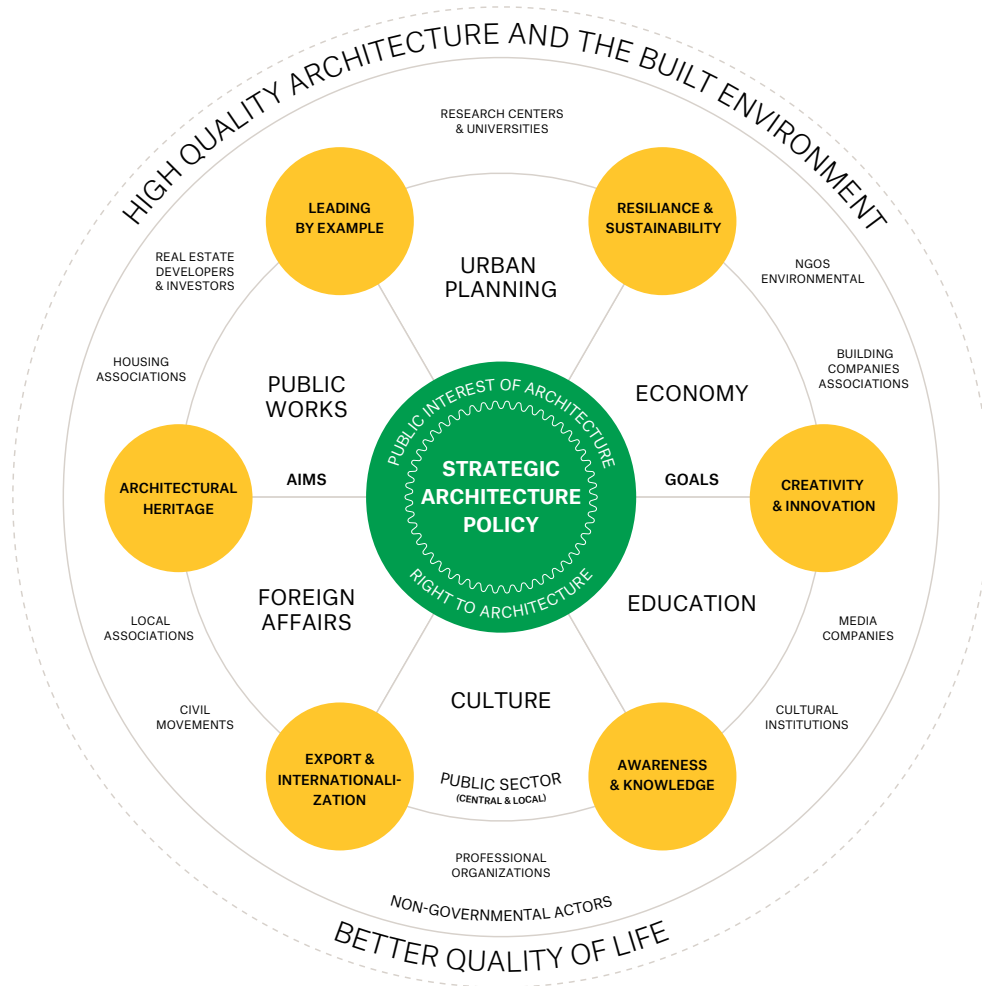 HIGH QUALITY ARCHITECTURE AND THE BUILT ENVIRONMENT
RESEARCH CENTERS
& UNIVERSITIES
LEADING
BY EXAMPLE
RESILIANCE &
SUSTAINABILITY
REAL ESTATE
DEVELOPERS
& INVESTORS
URBAN
PLANNING
NGOS
ENVIRONMENTAL
HOUSING
ASSOCIATIONS
PUBLIC
WORKS
ECONOMY
BUILDING
COMPANIES
ASSOCIATIONS
PUBLIC INTEREST OF ARCHITECTURE
STRATEGIC
ARCHITECTURE
POLICY
RIGHT TO ARCHITECTURE
ARCHITECTURAL
HERITAGE
AIMS
GOALS
CREATIVITY
& INNOVATION
FOREIGN
AFFAIRS
EDUCATION
LOCAL
ASSOCIATIONS
MEDIA
COMPANIES
CIVIL
MOVEMENTS
CULTURE
CULTURAL
INSTITUTIONS
EXPORT &
INTERNATIONALI-
ZATION
PUBLIC SECTOR
(CENTRAL & LOCAL)
AWARENESS
& KNOWLEDGE
PROFESSIONAL
ORGANIZATIONS
NON-GOVERNMENTAL ACTORS
BETTER QUALITY OF LIFE